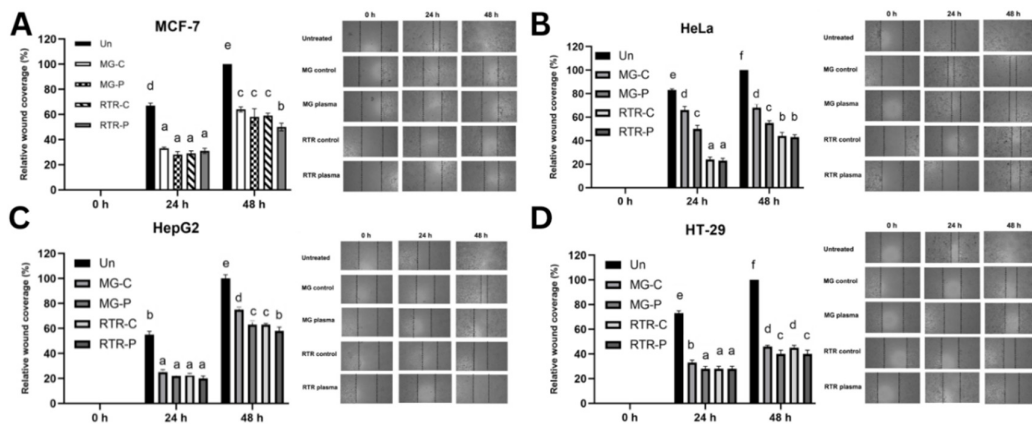 A
MCF-7
Relative wound coverage (%)
120
100
80
60
40
20
0
Un
MG-C
MG-P
RTR-C
RTR-P
d
a
a
a
a
e
c
c
c
b
0 h
24 h
48 h
0 h 24 h 48 h
Untreated
MG control
MG plasma
RTR control
RTR plasma
B
HeLa
Relative wound coverage (%)
120
100
80
60
40
20
0
Un
MG-C
MG-P
RTR-C
RTR-P
e
d
c
a
a
f
d
c
b
b
0 h
24 h
48 h
0 h 24 h 48 h
Untreated
MG control
MG plasma
RTR control
RTR plasma
C
HepG2
Relative wound coverage (%)
120
100
80
60
40
20
0
Un
MG-C
MG-P
RTR-C
RTR-P
b
a
a
a
a
e
d
c
c
b
0 h
24 h
48 h
0 h 24 h 48 h
Untreated
MG control
MG plasma
RTR control
RTR plasma
D
HT-29
Relative wound coverage (%)
120
100
80
60
40
20
0
Un
MG-C
MG-P
RTR-C
RTR-P
e
b
a
a
a
f
d
c
d
c
0 h
24 h
48 h
0 h 24 h 48 h
Untreated
MG control
MG plasma
RTR control
RTR plasma